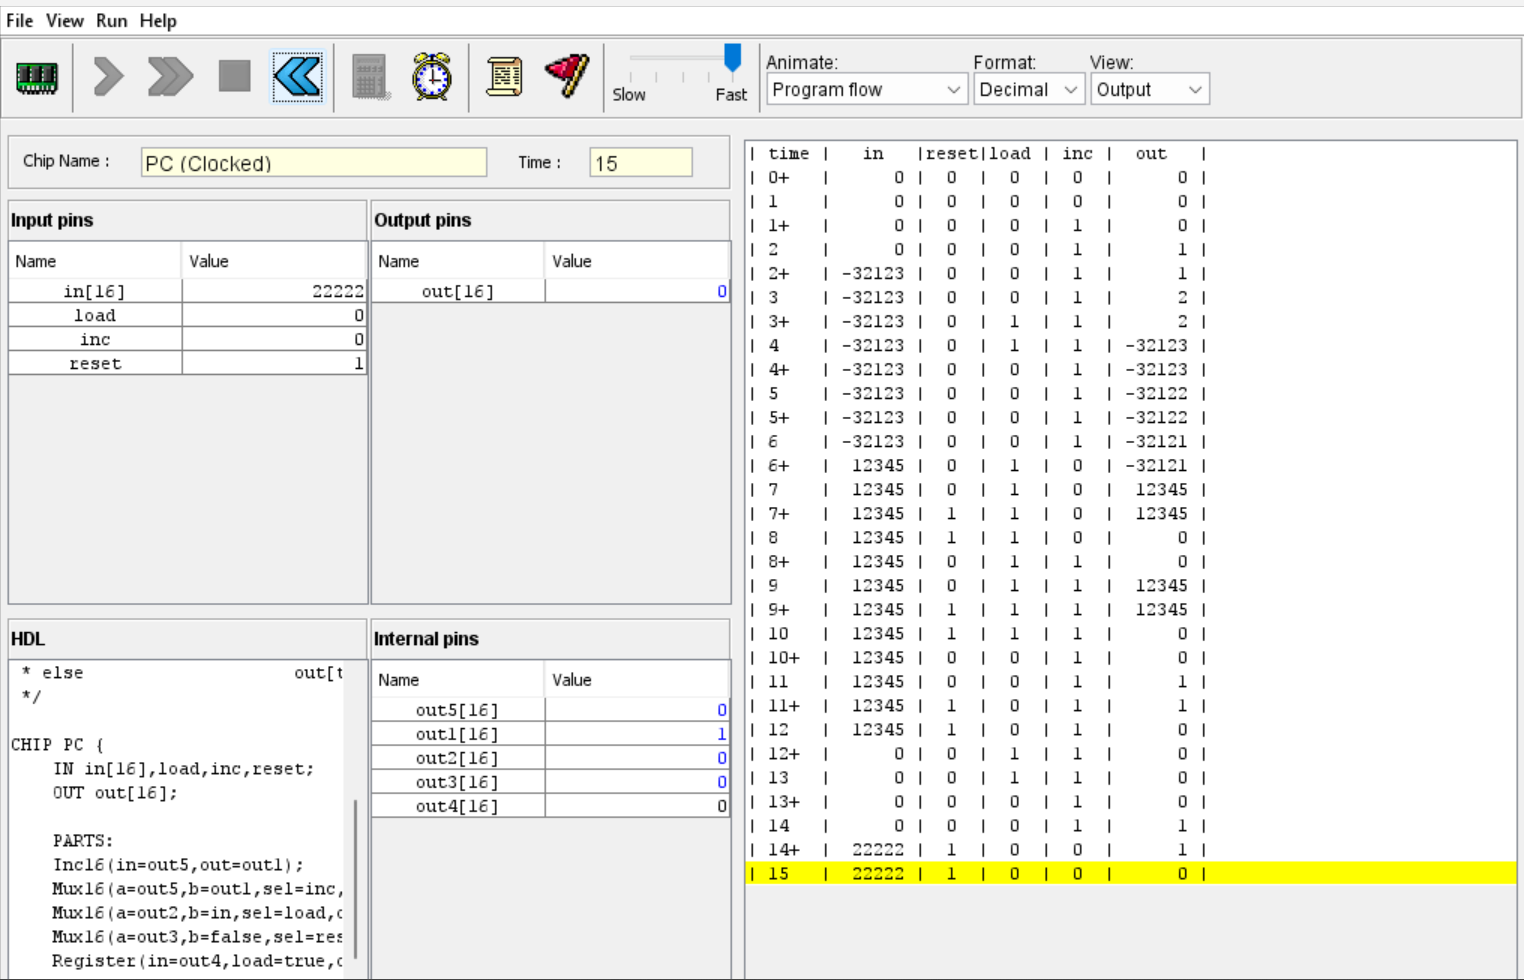 File View Run Help
Slow Fast
Animate: Format: View:
Program flow Decimal Output
Chip Name : PC (Clocked) Time : 15
Input pins
Name Value
in[16] 22222
load 0
inc 0
reset 1
Output pins
Name Value
out[16] 0
HDL
* else out[t
*/
CHIP PC {
IN in[16],load,inc,reset;
OUT out[16];
PARTS:
Inc16(in=out5,out=out1);
Mux16(a=out5,b=out1,sel=inc,
Mux16(a=out2,b=in,sel=load,o
Mux16(a=out3,b=false,sel=res
Register(in=out4,load=true,o
Internal pins
Name Value
out5[16] 0
out1[16] 1
out2[16] 0
out3[16] 0
out4[16] 0
| time | in |reset|load | inc | out |
| 0+ | 0 | 0 | 0 | 0 | 0 |
| 1 | 0 | 0 | 0 | 0 | 0 |
| 1+ | 0 | 0 | 0 | 1 | 0 |
| 2 | 0 | 0 | 0 | 1 | 1 |
| 2+ | -32123 | 0 | 0 | 1 | 1 |
| 3 | -32123 | 0 | 0 | 1 | 2 |
| 3+ | -32123 | 0 | 1 | 1 | 2 |
| 4 | -32123 | 0 | 1 | 1 | -32123 |
| 4+ | -32123 | 0 | 0 | 1 | -32123 |
| 5 | -32123 | 0 | 0 | 1 | -32122 |
| 5+ | -32123 | 0 | 0 | 1 | -32122 |
| 6 | -32123 | 0 | 0 | 1 | -32121 |
| 6+ | 12345 | 0 | 1 | 0 | -32121 |
| 7 | 12345 | 0 | 1 | 0 | 12345 |
| 7+ | 12345 | 1 | 1 | 0 | 12345 |
| 8 | 12345 | 1 | 1 | 0 | 0 |
| 8+ | 12345 | 0 | 1 | 1 | 0 |
| 9 | 12345 | 0 | 1 | 1 | 12345 |
| 9+ | 12345 | 1 | 1 | 1 | 12345 |
| 10 | 12345 | 1 | 1 | 1 | 0 |
| 10+ | 12345 | 0 | 0 | 1 | 0 |
| 11 | 12345 | 0 | 0 | 1 | 1 |
| 11+ | 12345 | 1 | 0 | 1 | 1 |
| 12 | 12345 | 1 | 0 | 1 | 0 |
| 12+ | 0 | 0 | 1 | 1 | 0 |
| 13 | 0 | 0 | 1 | 1 | 0 |
| 13+ | 0 | 0 | 0 | 1 | 0 |
| 14 | 0 | 0 | 0 | 1 | 1 |
| 14+ | 22222 | 1 | 0 | 0 | 1 |
| 15 | 22222 | 1 | 0 | 0 | 0 |